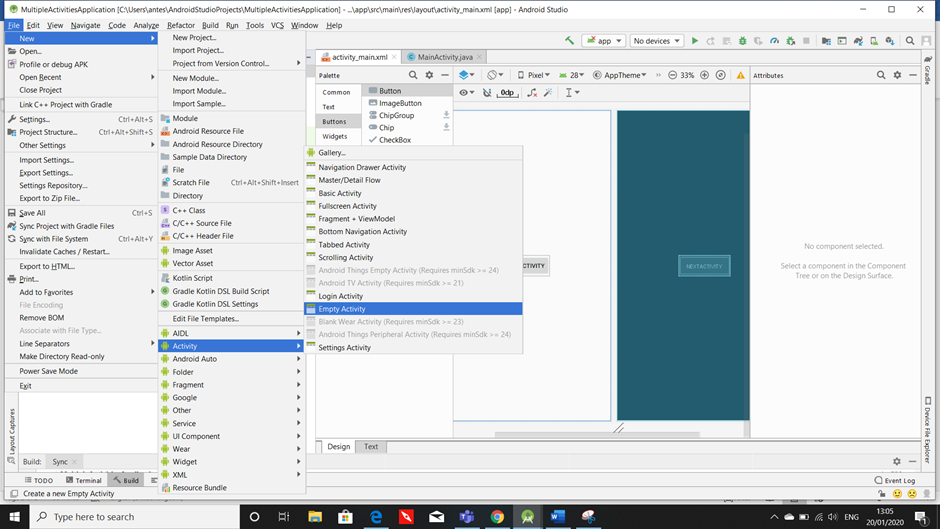 MultipleActivitiesApplication [C:\Users\antes\AndroidStudioProjects\MultipleActivitiesApplication] - ...\app\src\main\res\layout\activity_main.xml [app] - Android Studio
File Edit View Navigate Code Analyze Refactor Build Run Tools VCS Window Help
New
Open...
Profile or debug APK
Open Recent
Close Project
Link C++ Project with Gradle
Settings... Ctrl+Alt+S
Project Structure... Ctrl+Alt+Shift+S
Other Settings
Import Settings...
Export Settings...
Settings Repository...
Export to Zip File...
Save All Ctrl+S
Sync Project with Gradle Files
Sync with File System Ctrl+Alt+Y
Invalidate Caches / Restart...
Export to HTML...
Print...
Add to Favorites
File Encoding
Remove BOM
Associate with File Type...
Line Separators
Make Directory Read-only
Power Save Mode
Exit
New Project...
Import Project...
Project from Version Control...
New Module...
Import Module...
Import Sample...
Module
Android Resource File
Android Resource Directory
Sample Data Directory
File
Scratch File Ctrl+Alt+Shift+Insert
Directory
C++ Class
C/C++ Source File
C/C++ Header File
Image Asset
Vector Asset
Kotlin Script
Gradle Kotlin DSL Build Script
Gradle Kotlin DSL Settings
Edit File Templates...
AIDL
Activity
Android Auto
Folder
Fragment
Google
Other
Service
UI Component
Wear
Widget
XML
Resource Bundle
Gallery...
Navigation Drawer Activity
Master/Detail Flow
Basic Activity
Fullscreen Activity
Fragment + ViewModel
Bottom Navigation Activity
Tabbed Activity
Scrolling Activity
Android Things Empty Activity (Requires minSdk >= 24)
Android TV Activity (Requires minSdk >= 21)
Login Activity
Empty Activity
Blank Wear Activity (Requires minSdk >= 23)
Android Things Peripheral Activity (Requires minSdk >= 24)
Settings Activity
app No devices
activity_main.xml MainActivity.java
Palette
Common
Text
Buttons
Widgets
Button
ImageButton
ChipGroup
Chip
CheckBox
Pixel 28 AppTheme 33%
0dp
CTIVITY
NEXT ACTIVITY
Attributes
No component selected.
Select a component in the Component
Tree or on the Design Surface.
Gradle
Device File Explorer
Layout Captures
Design Text
Build: Sync
TODO Terminal Build
Event Log
Create a new Empty Activity
Type here to search
ENG
13:05
20/01/2020